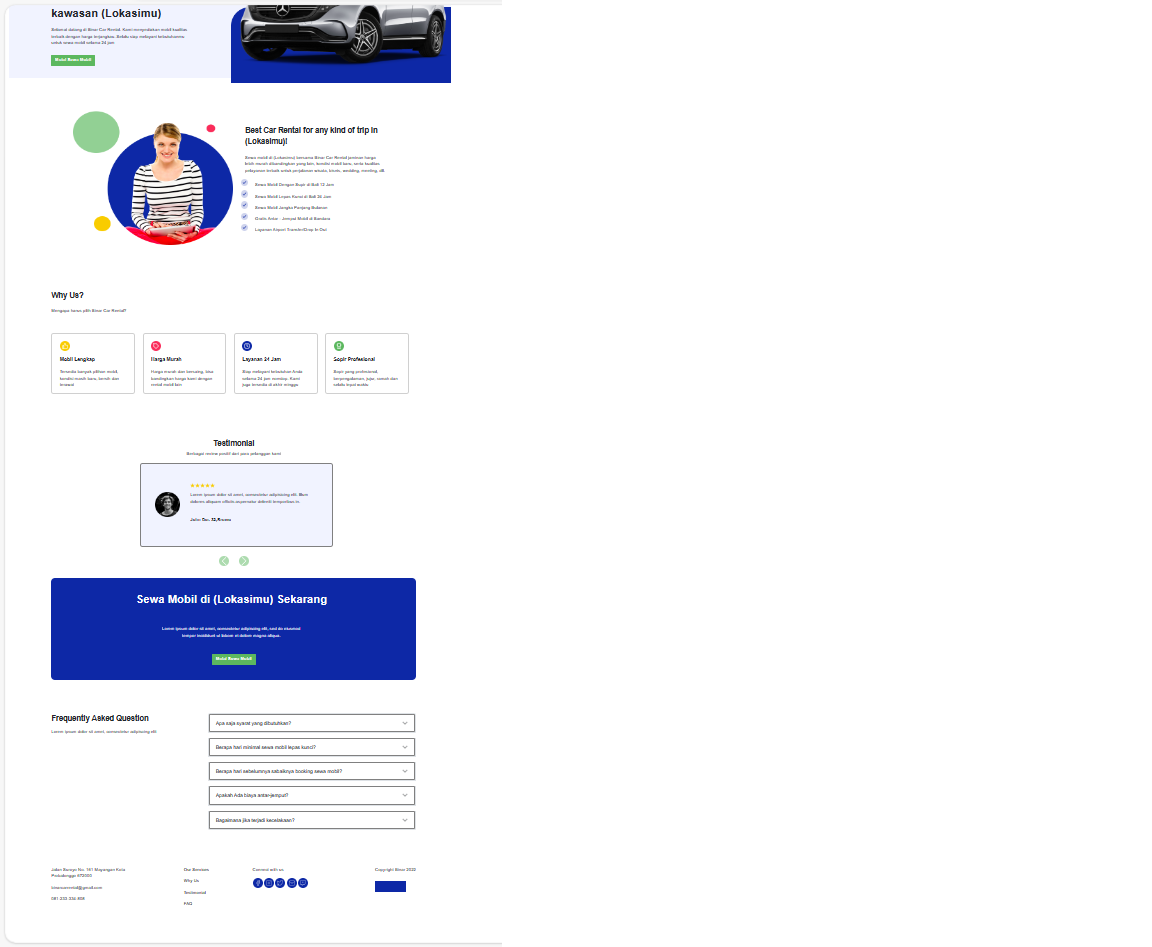 kawasan (Lokasimu)
Selamat datang di Binar Car Rental. Kami menyediakan mobil kualitas
terbaik dengan harga terjangkau. Selalu siap melayani kebutuhanmu
untuk sewa mobil selama 24 jam
Mulai Sewa Mobil
Best Car Rental for any kind of trip in
(Lokasimu)!
Sewa mobil di (Lokasimu) bersama Binar Car Rental jaminan harga
lebih murah dibandingkan yang lain, kondisi mobil baru, serta kualitas
pelayanan terbaik untuk perjalanan wisata, bisnis, wedding, meeting, dll.
Sewa Mobil Dengan Supir di Bali 12 Jam
Sewa Mobil Lepas Kunci di Bali 24 Jam
Sewa Mobil Jangka Panjang Bulanan
Gratis Antar - Jemput Mobil di Bandara
Layanan Airport Transfer/Drop In Out
Why Us?
Mengapa harus pilih Binar Car Rental?
Mobil Lengkap
Tersedia banyak pilihan mobil,
kondisi masih baru, bersih dan
terawat
Harga Murah
Harga murah dan bersaing, bisa
bandingkan harga kami dengan
rental mobil lain
Layanan 24 Jam
Siap melayani kebutuhan Anda
selama 24 jam nonstop. Kami
juga tersedia di akhir minggu
Sopir Profesional
Sopir yang profesional,
berpengalaman, jujur, ramah dan
selalu tepat waktu
Testimonial
Berbagai review positif dari para pelanggan kami
★★★★★
Lorem ipsum dolor sit amet, consectetur adipisicing elit.
John Dee 32, Bromo
Sewa Mobil di (Lokasimu) Sekarang
Lorem ipsum dolor sit amet, consectetur adipiscing elit, sed do eiusmod
tempor incididunt ut labore et dolore magna aliqua.
Mulai Sewa Mobil
Frequently Asked Question
Lorem ipsum dolor sit amet, consectetur adipiscing elit
Apa saja syarat yang dibutuhkan?
Berapa hari minimal sewa mobil lepas kunci?
Berapa hari sebelumnya sabaiknya booking sewa mobil?
Apakah Ada biaya antar-jemput?
Bagaimana jika terjadi kecelakaan?
Jalan Suroyo No. 161 Mayangan Kota
Probolonggo 672000
binarcarrental@gmail.com
081-233-334-808
Our Services
Why Us
Testimonial
FAQ
Connect with us
Copyright Binar 2022